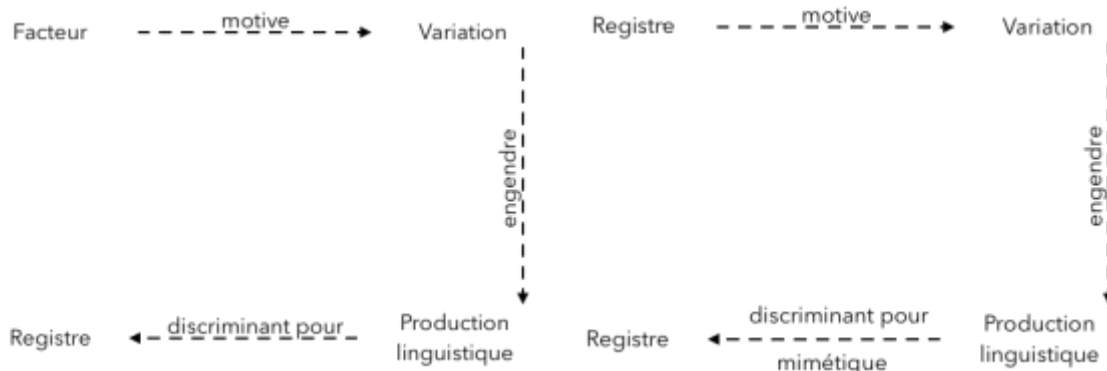 Facteur
motive
Variation
engendre
Production
linguistique
discriminant pour
Registre
Registre
motive
Variation
engendre
Production
linguistique
discriminant pour
mimétique
Registre